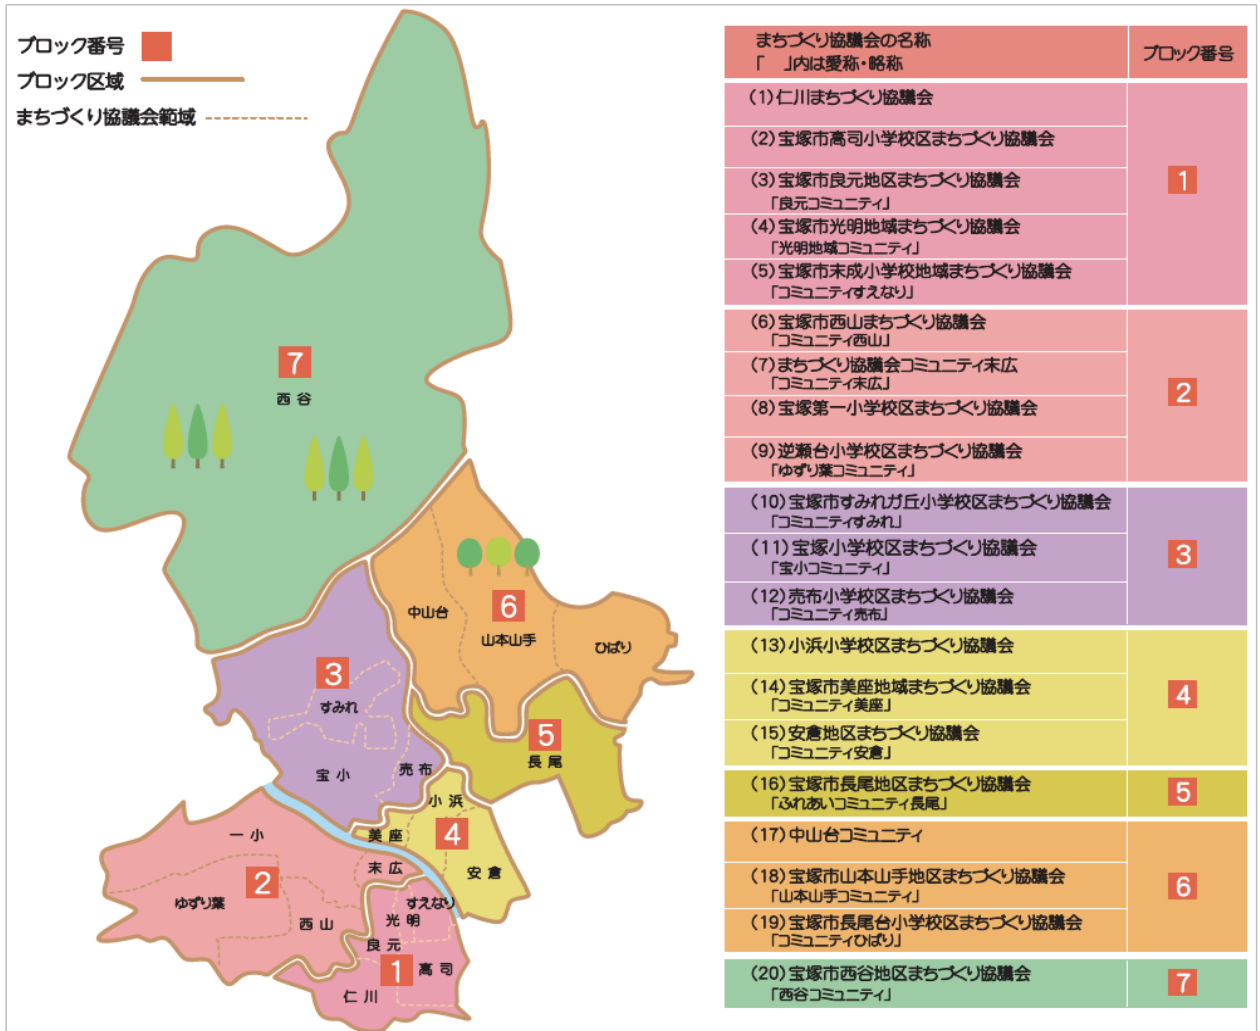 ブロック番号
ブロック区域
まちづくり協議会範域
7
西谷
中山台
6
山本山手
ひばり
3
すみれ
宝小
売布
5
長尾
小浜
美座
4
安倉
一小
末広
2
ゆずり葉
西山
すえなり
光明
良元
1
高司
仁川
まちづくり協議会の名称
「　」内は愛称・略称
ブロック番号
(1)仁川まちづくり協議会
(2)宝塚市高司小学校区まちづくり協議会
(3)宝塚市良元地区まちづくり協議会
「良元コミュニティ」
(4)宝塚市光明地域まちづくり協議会
「光明地域コミュニティ」
(5)宝塚市末成小学校地域まちづくり協議会
「コミュニティすえなり」
1
(6)宝塚市西山まちづくり協議会
「コミュニティ西山」
(7)まちづくり協議会コミュニティ末広
「コミュニティ末広」
(8)宝塚第一小学校区まちづくり協議会
(9)逆瀬台小学校区まちづくり協議会
「ゆずり葉コミュニティ」
2
(10)宝塚市すみれガ丘小学校区まちづくり協議会
「コミュニティすみれ」
(11)宝塚小学校区まちづくり協議会
「宝小コミュニティ」
(12)売布小学校区まちづくり協議会
「コミュニティ売布」
3
(13)小浜小学校区まちづくり協議会
(14)宝塚市美座地域まちづくり協議会
「コミュニティ美座」
(15)安倉地区まちづくり協議会
「コミュニティ安倉」
4
(16)宝塚市長尾地区まちづくり協議会
「ふれあいコミュニティ長尾」
5
(17)中山台コミュニティ
(18)宝塚市山本山手地区まちづくり協議会
「山本山手コミュニティ」
(19)宝塚市長尾台小学校区まちづくり協議会
「コミュニティひばり」
6
(20)宝塚市西谷地区まちづくり協議会
「西谷コミュニティ」
7